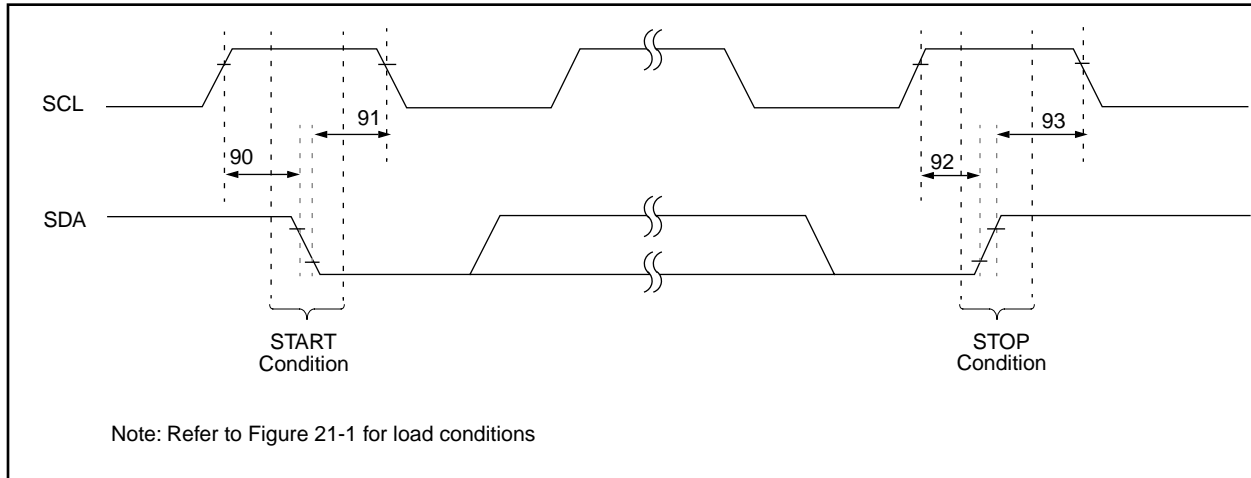 SCL
91
93
90
92
SDA
START
Condition
STOP
Condition
Note: Refer to Figure 21-1 for load conditions